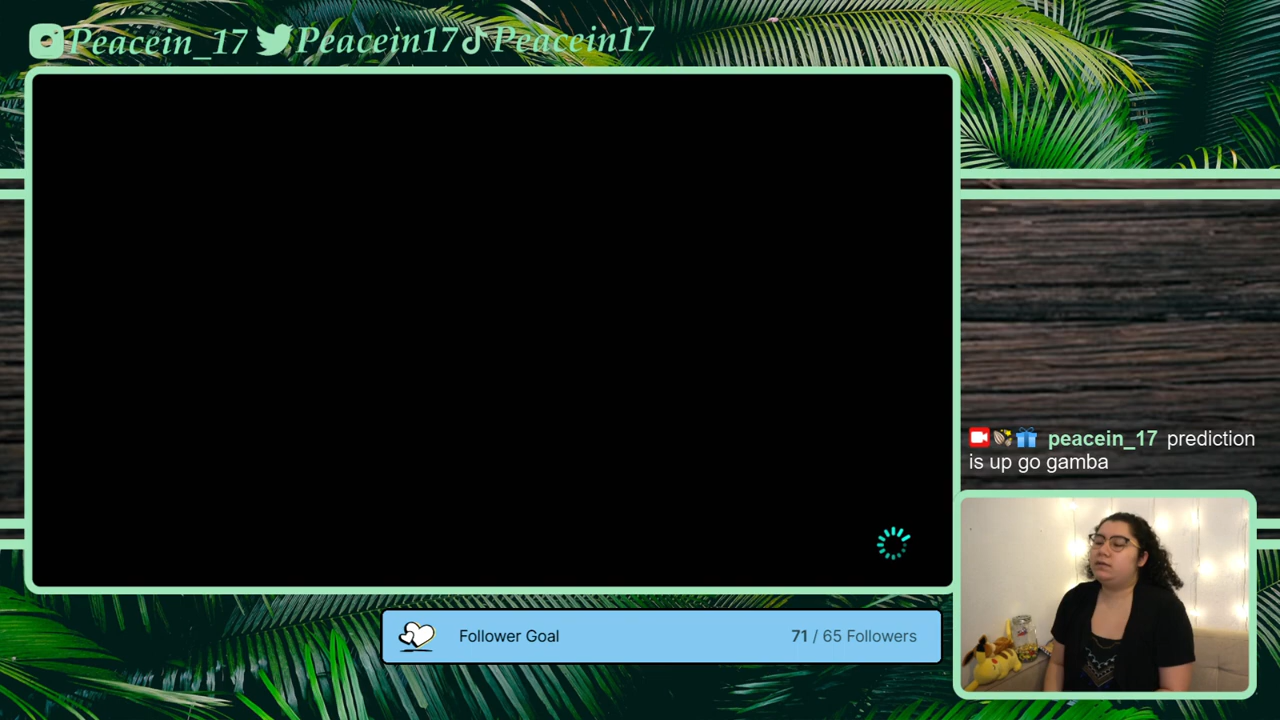 Peacein_17 Peacein17 Peacein17
peacein_17 prediction
is up go gamba
Follower Goal 71 / 65 Followers